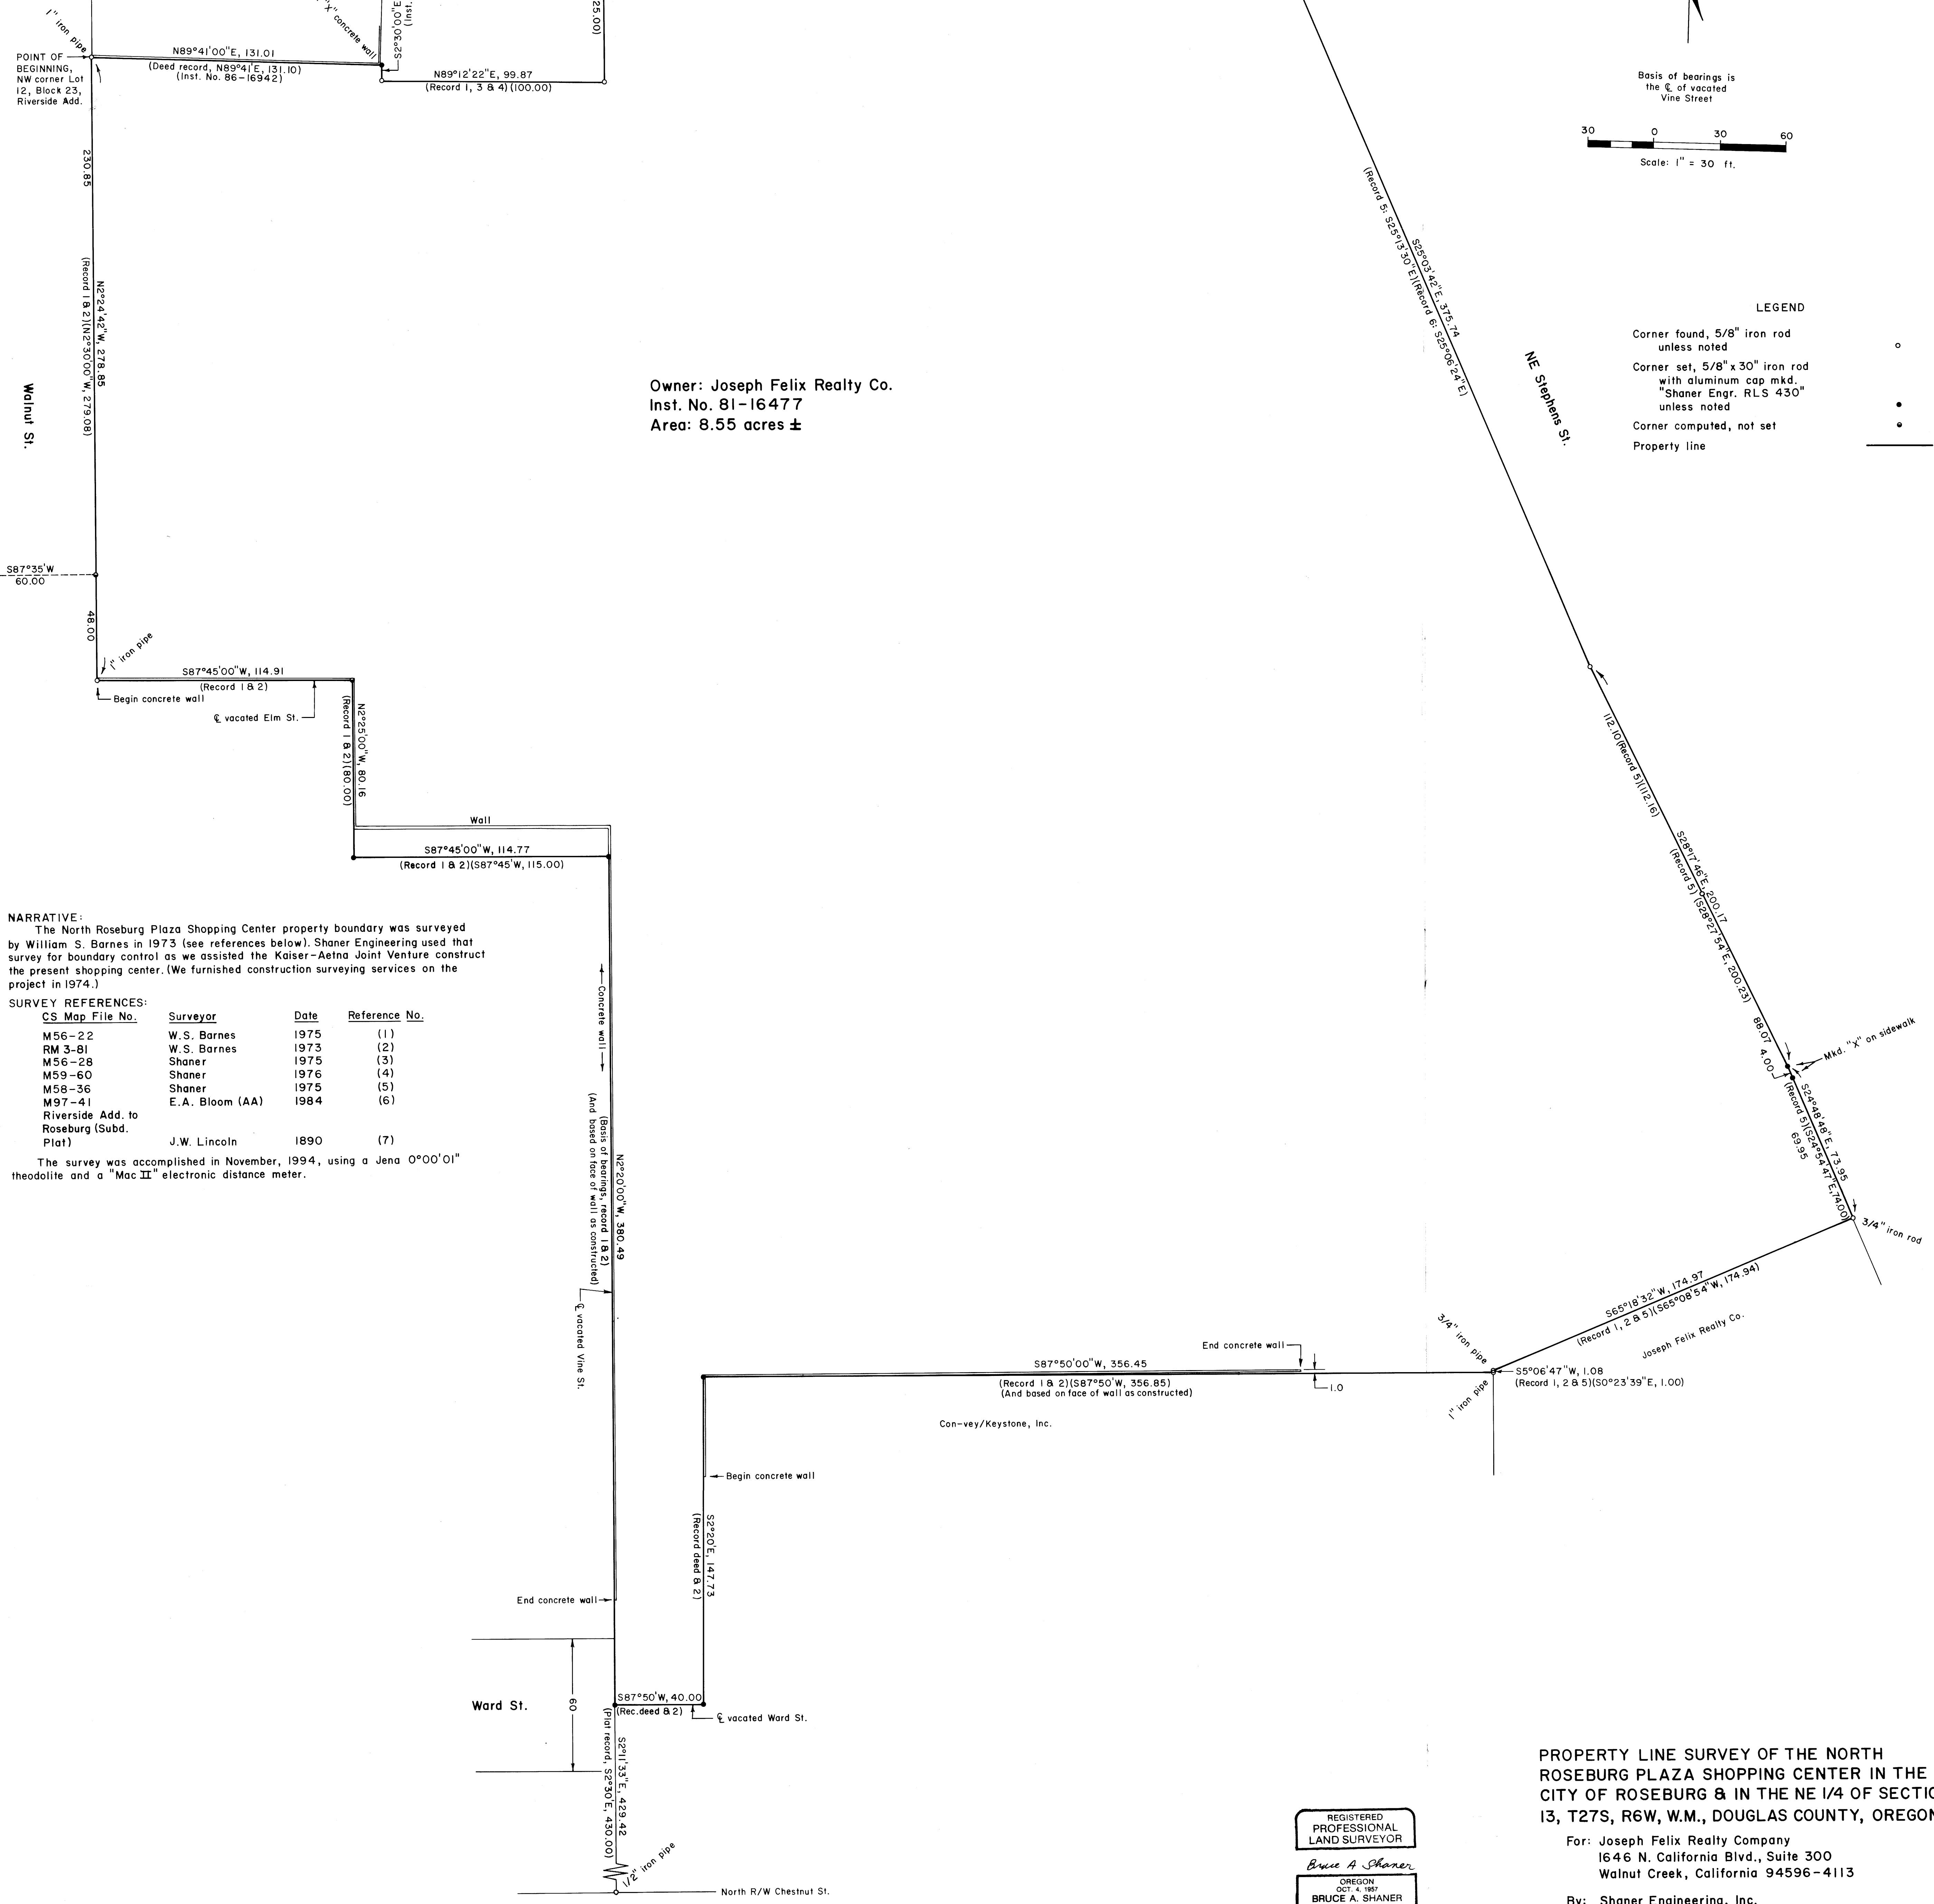 1" iron pipe
"X" concrete wall
S2°30'00"E
(Inst.
25.00)
POINT OF
BEGINNING,
NW corner Lot
12, Block 23,
Riverside Add.
N89°41'00"E, 131.01
(Deed record, N89°41'E, 131.10)
(Inst. No. 86-16942)
N89°12'22"E, 99.87
(Record 1, 3 & 4)(100.00)
Basis of bearings is
the ℄ of vacated
Vine Street
30 0 30 60
Scale: 1" = 30 ft.
230.85
N2°24'42"W, 278.85
(Record 1 & 2)(N2°30'00"W, 279.08)
Walnut St.
S25°03'42"E, 375.74
(Record 5: S25°13'30"E)(Record 6: S25°06'24"E)
NE Stephens St.
LEGEND
Corner found, 5/8" iron rod
unless noted
Corner set, 5/8" x 30" iron rod
with aluminum cap mkd.
"Shaner Engr. RLS 430"
unless noted
Corner computed, not set
Property line
Owner: Joseph Felix Realty Co.
Inst. No. 81-16477
Area: 8.55 acres ±
S87°35'W
60.00
48.00
1" iron pipe
S87°45'00"W, 114.91
(Record 1 & 2)
Begin concrete wall
℄ vacated Elm St.
N2°25'00"W, 80.16
(Record 1 & 2)(80.00)
Wall
S87°45'00"W, 114.77
(Record 1 & 2)(S87°45'W, 115.00)
112.10(Record 5)(112.16)
S28°17'46"E, 200.17
(Record 5) (S28°27'54"E, 200.23)
88.07
4.00
Mkd. "X" on sidewalk
S24°48'48"E, 73.95
(Record 5)(S24°54'47"E, 74.00)
69.95
3/4" iron rod
NARRATIVE:
The North Roseburg Plaza Shopping Center property boundary was surveyed
by William S. Barnes in 1973 (see references below). Shaner Engineering used that
survey for boundary control as we assisted the Kaiser-Aetna Joint Venture construct
the present shopping center. (We furnished construction surveying services on the
project in 1974.)
SURVEY REFERENCES:
CS Map File No. Surveyor Date Reference No.
M56-22 W.S. Barnes 1975 (1)
RM 3-81 W.S. Barnes 1973 (2)
M56-28 Shaner 1975 (3)
M59-60 Shaner 1976 (4)
M58-36 Shaner 1975 (5)
M97-41 E.A. Bloom (AA) 1984 (6)
Riverside Add. to
Roseburg (Subd.
Plat) J.W. Lincoln 1890 (7)
The survey was accomplished in November, 1994, using a Jena 0°00'01"
theodolite and a "Mac II" electronic distance meter.
Concrete wall
N2°20'00"W, 380.49
(Basis of bearings, record 1 & 2)
(And based on face of wall as constructed)
℄ vacated Vine St.
S65°18'32"W, 174.97
(Record 1, 2 & 5)(S65°08'54"W, 174.94)
Joseph Felix Realty Co.
3/4" iron pipe
1" iron pipe
S5°06'47"W, 1.08
(Record 1, 2 & 5)(S0°23'39"E, 1.00)
End concrete wall
1.0
S87°50'00"W, 356.45
(Record 1 & 2)(S87°50'W, 356.85)
(And based on face of wall as constructed)
Con-vey/Keystone, Inc.
Begin concrete wall
S2°20'E, 147.73
(Record deed & 2)
End concrete wall
Ward St.
60
S87°50'W, 40.00
(Rec. deed & 2)
℄ vacated Ward St.
S2°11'33"E, 429.42
(Plat record, S2°30'E, 430.00)
1/2" iron pipe
North R/W Chestnut St.
REGISTERED
PROFESSIONAL
LAND SURVEYOR
Bruce A Shaner
OREGON
OCT. 4, 1957
BRUCE A. SHANER
PROPERTY LINE SURVEY OF THE NORTH
ROSEBURG PLAZA SHOPPING CENTER IN THE
CITY OF ROSEBURG & IN THE NE 1/4 OF SECTIO
13, T27S, R6W, W.M., DOUGLAS COUNTY, OREGON
For: Joseph Felix Realty Company
1646 N. California Blvd., Suite 300
Walnut Creek, California 94596-4113
By: Shaner Engineering, Inc.